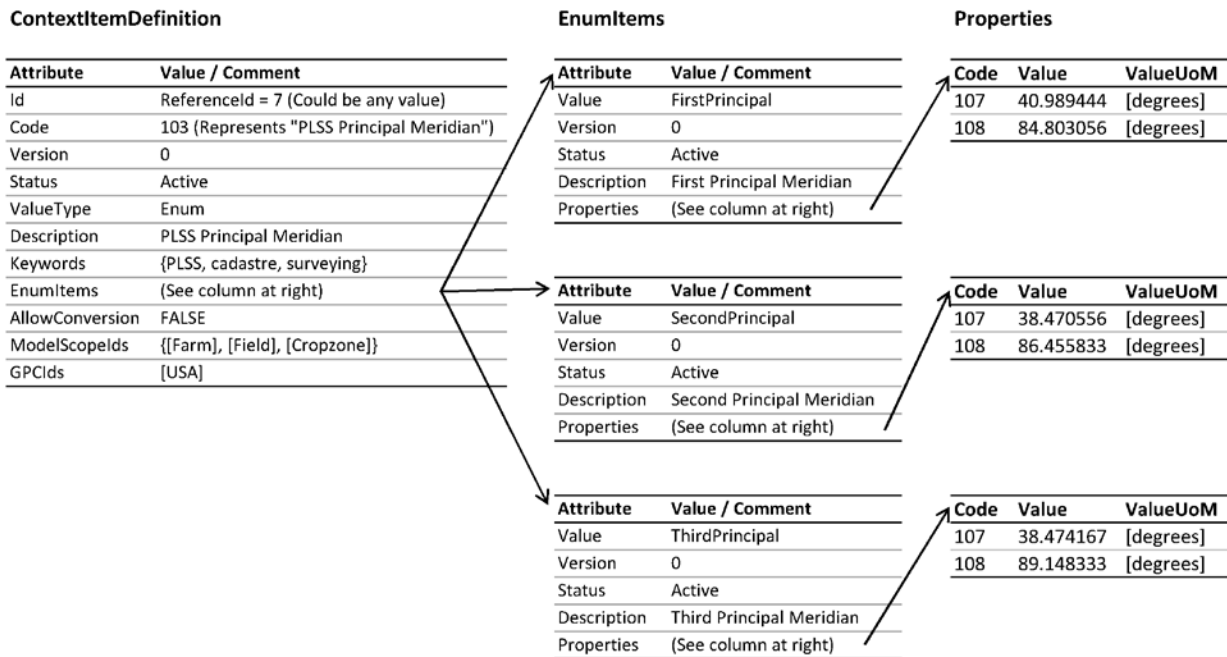 ContextItemDefinition
Attribute Value / Comment
Id ReferenceId = 7 (Could be any value)
Code 103 (Represents "PLSS Principal Meridian")
Version 0
Status Active
ValueType Enum
Description PLSS Principal Meridian
Keywords {PLSS, cadastre, surveying}
EnumItems (See column at right)
AllowConversion FALSE
ModelScopeIds {[Farm], [Field], [Cropzone]}
GPCIds [USA]
EnumItems
Attribute Value / Comment
Value FirstPrincipal
Version 0
Status Active
Description First Principal Meridian
Properties (See column at right)
Attribute Value / Comment
Value SecondPrincipal
Version 0
Status Active
Description Second Principal Meridian
Properties (See column at right)
Attribute Value / Comment
Value ThirdPrincipal
Version 0
Status Active
Description Third Principal Meridian
Properties (See column at right)
Properties
Code Value ValueUoM
107 40.989444 [degrees]
108 84.803056 [degrees]
Code Value ValueUoM
107 38.470556 [degrees]
108 86.455833 [degrees]
Code Value ValueUoM
107 38.474167 [degrees]
108 89.148333 [degrees]